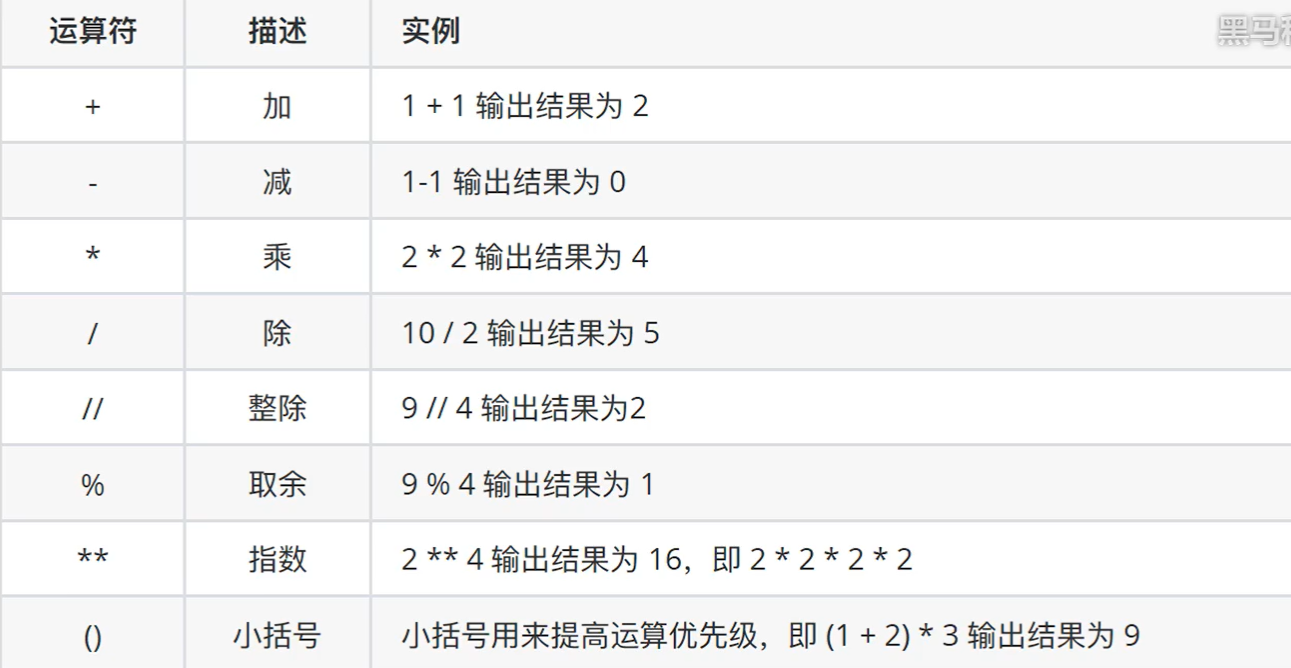 运算符 描述 实例
黑马
+ 加 1 + 1 输出结果为 2
- 减 1-1 输出结果为 0
* 乘 2 * 2 输出结果为 4
/ 除 10 / 2 输出结果为 5
// 整除 9 // 4 输出结果为2
% 取余 9 % 4 输出结果为 1
** 指数 2 ** 4 输出结果为 16，即 2 * 2 * 2 * 2
() 小括号 小括号用来提高运算优先级，即 (1 + 2) * 3 输出结果为 9